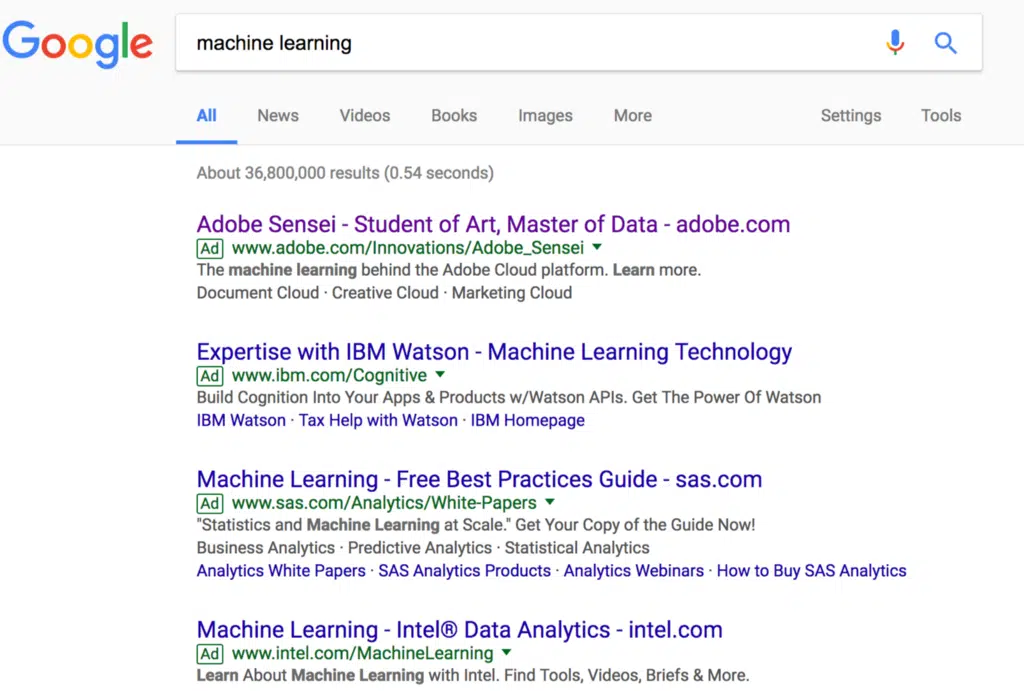 Google machine learning
All News Videos Books Images More Settings Tools
About 36,800,000 results (0.54 seconds)
Adobe Sensei - Student of Art, Master of Data - adobe.com
Ad www.adobe.com/Innovations/Adobe_Sensei
The machine learning behind the Adobe Cloud platform. Learn more.
Document Cloud · Creative Cloud · Marketing Cloud
Expertise with IBM Watson - Machine Learning Technology
Ad www.ibm.com/Cognitive
Build Cognition Into Your Apps & Products w/Watson APIs. Get The Power Of Watson
IBM Watson · Tax Help with Watson · IBM Homepage
Machine Learning - Free Best Practices Guide - sas.com
Ad www.sas.com/Analytics/White-Papers
"Statistics and Machine Learning at Scale." Get Your Copy of the Guide Now!
Business Analytics · Predictive Analytics · Statistical Analytics
Analytics White Papers · SAS Analytics Products · Analytics Webinars · How to Buy SAS Analytics
Machine Learning - Intel® Data Analytics - intel.com
Ad www.intel.com/MachineLearning
Learn About Machine Learning with Intel. Find Tools, Videos, Briefs & More.